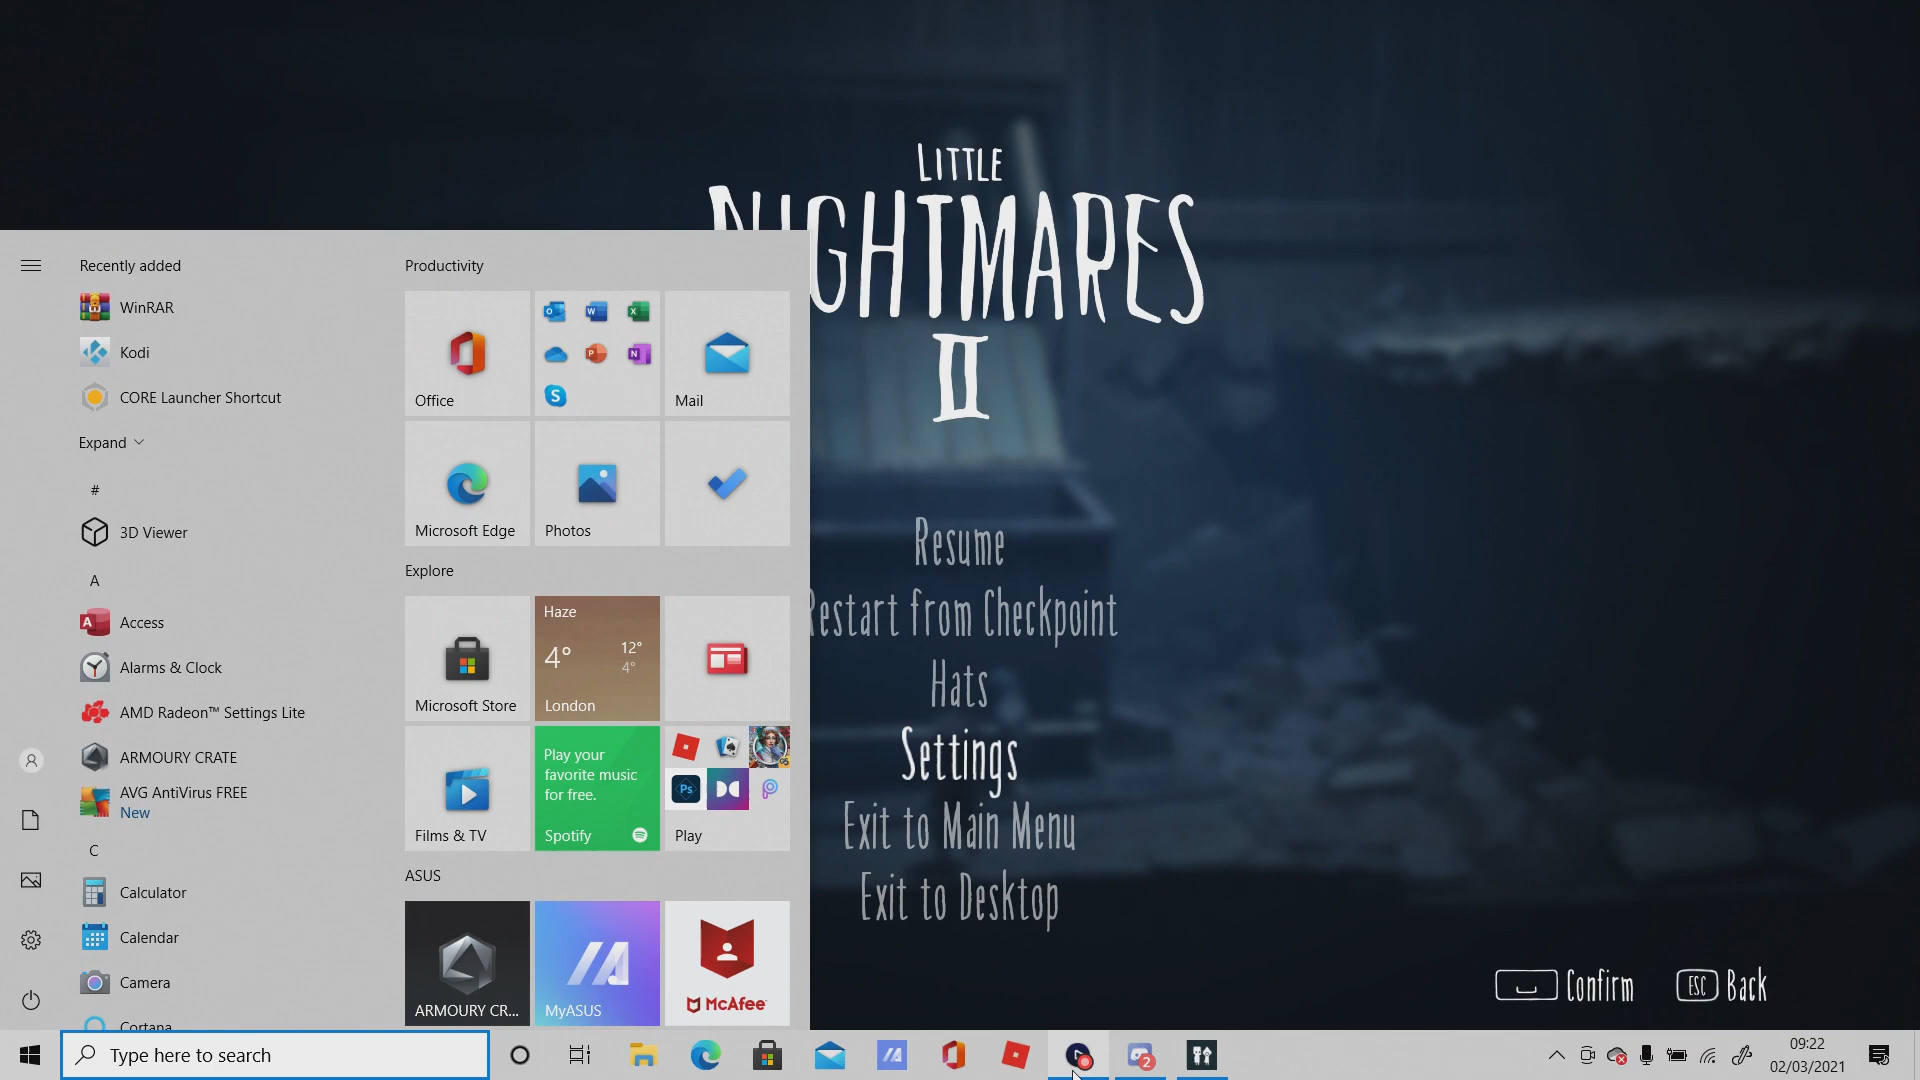 LITTLE
NIGHTMARES
II
Resume
Restart from Checkpoint
Hats
Settings
Exit to Main Menu
Exit to Desktop
Confirm
ESC Back
Recently added
WinRAR
Kodi
CORE Launcher Shortcut
Expand
#
3D Viewer
A
Access
Alarms & Clock
AMD Radeon™ Settings Lite
ARMOURY CRATE
AVG AntiVirus FREE
New
C
Calculator
Calendar
Camera
Cortana
Productivity
Office
Mail
Microsoft Edge
Photos
Explore
Microsoft Store
Haze
4° 12°
4°
London
Films & TV
Play your
favorite music
for free.
Spotify
Ps
Play
ASUS
ARMOURY CR...
MyASUS
McAfee
Type here to search
2
09:22
02/03/2021